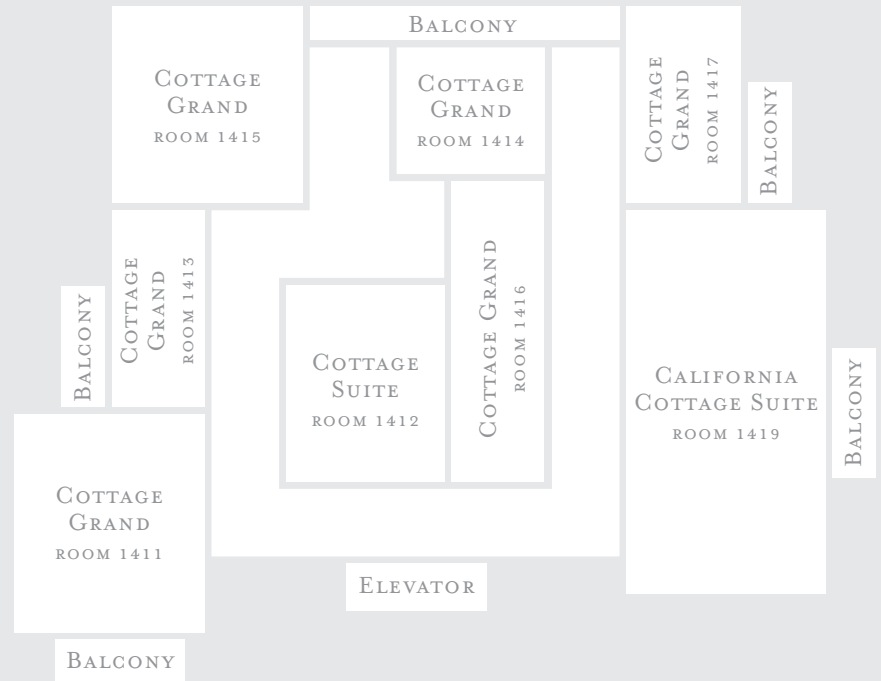 Balcony
Cottage
Grand
room 1415
Cottage
Grand
room 1414
Cottage
Grand
room 1417
Balcony
Cottage
Grand
room 1413
Balcony
Cottage
Suite
room 1412
Cottage Grand
room 1416
California
Cottage Suite
room 1419
Balcony
Cottage
Grand
room 1411
Elevator
Balcony